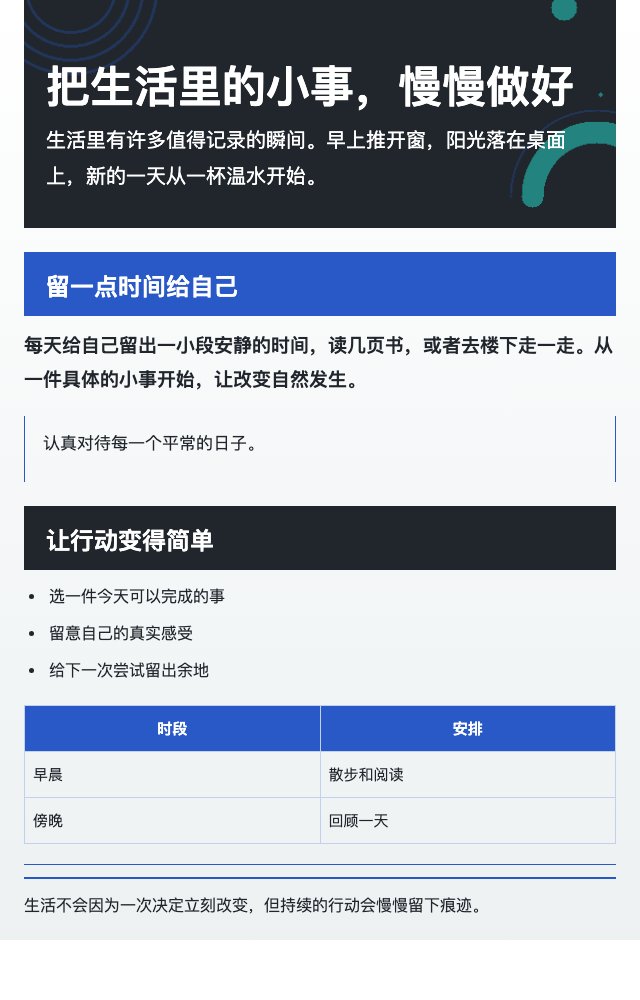 把生活里的小事，慢慢做好
生活里有许多值得记录的瞬间。早上推开窗，阳光落在桌面
上，新的一天从一杯温水开始。
留一点时间给自己
每天给自己留出一小段安静的时间，读几页书，或者去楼下走一走。从
一件具体的小事开始，让改变自然发生。
认真对待每一个平常的日子。
让行动变得简单
• 选一件今天可以完成的事
• 留意自己的真实感受
• 给下一次尝试留出余地
时段 安排
早晨 散步和阅读
傍晚 回顾一天
生活不会因为一次决定立刻改变，但持续的行动会慢慢留下痕迹。